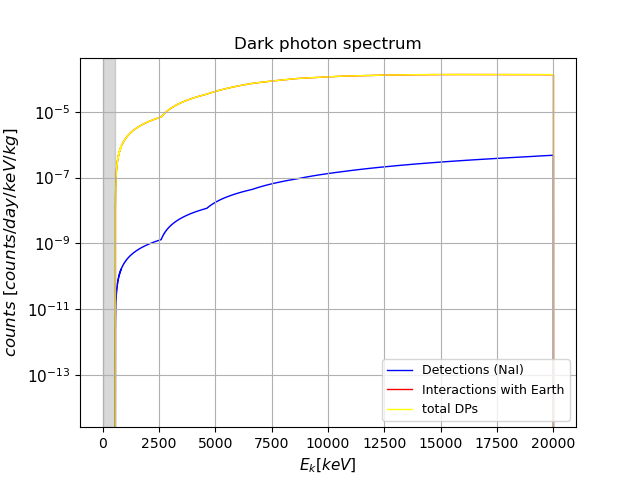 Dark photon spectrum
counts [counts/day/keV/kg]
10⁻⁵
10⁻⁷
10⁻⁹
10⁻¹¹
10⁻¹³
Detections (NaI)
Interactions with Earth
total DPs
0 2500 5000 7500 10000 12500 15000 17500 20000
Eₖ[keV]